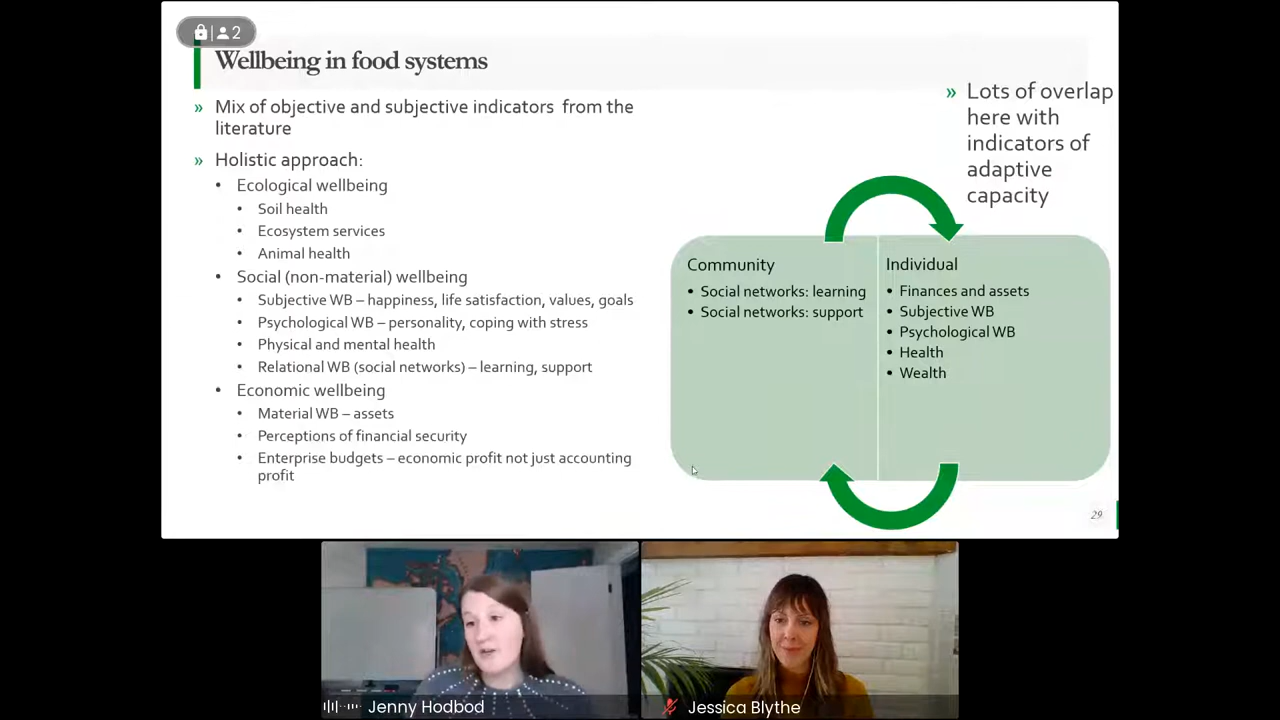 2
Wellbeing in food systems
» Mix of objective and subjective indicators from the
literature
» Holistic approach:
• Ecological wellbeing
• Soil health
• Ecosystem services
• Animal health
• Social (non-material) wellbeing
• Subjective WB – happiness, life satisfaction, values, goals
• Psychological WB – personality, coping with stress
• Physical and mental health
• Relational WB (social networks) – learning, support
• Economic wellbeing
• Material WB – assets
• Perceptions of financial security
• Enterprise budgets – economic profit not just accounting
profit
» Lots of overlap
here with
indicators of
adaptive
capacity
Community
• Social networks: learning
• Social networks: support
Individual
• Finances and assets
• Subjective WB
• Psychological WB
• Health
• Wealth
29
Jenny Hodbod
Jessica Blythe